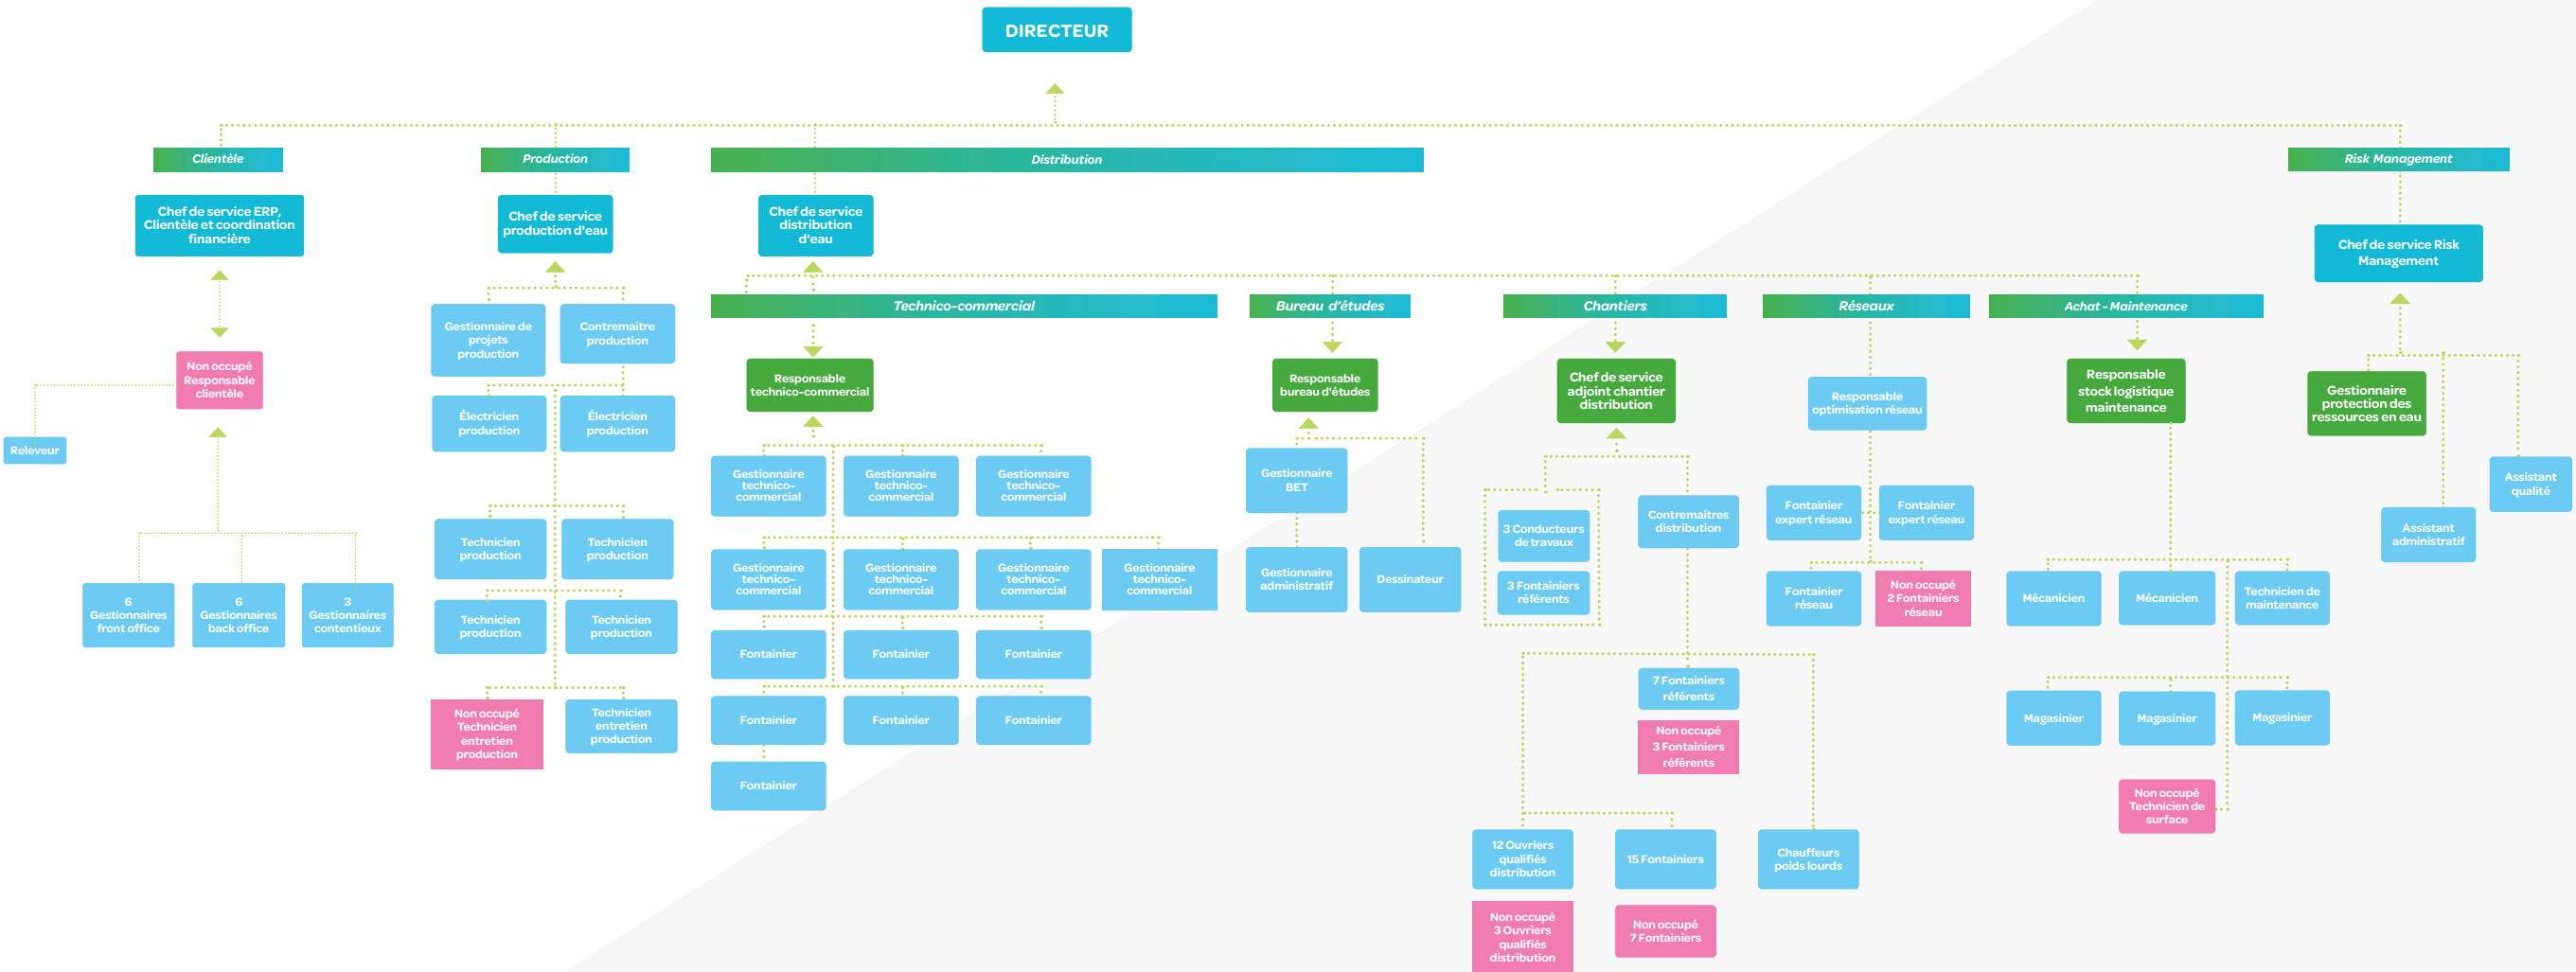 DIRECTEUR
Clientèle
Production
Distribution
Risk Management
Chef de service ERP,
Clientèle et coordination
financière
Chef de service
production d'eau
Chef de service
distribution
d'eau
Chef de service Risk
Management
Non occupé
Responsable
clientèle
Releveur
6
Gestionnaires
front office
6
Gestionnaires
back office
3
Gestionnaires
contentieux
Gestionnaire de
projets
production
Contremaitre
production
Électricien
production
Électricien
production
Technicien
production
Technicien
production
Technicien
production
Technicien
production
Non occupé
Technicien
entretien
production
Technicien
entretien
production
Technico-commercial
Responsable
technico-commercial
Gestionnaire
technico-
commercial
Gestionnaire
technico-
commercial
Gestionnaire
technico-
commercial
Gestionnaire
technico-
commercial
Gestionnaire
technico-
commercial
Gestionnaire
technico-
commercial
Gestionnaire
technico-
commercial
Fontainier
Fontainier
Fontainier
Fontainier
Fontainier
Fontainier
Fontainier
Bureau d'études
Responsable
bureau d'études
Gestionnaire
BET
Gestionnaire
administratif
Dessinateur
Chantiers
Chef de service
adjoint chantier
distribution
3 Conducteurs
de travaux
3 Fontainiers
référents
Contremaitres
distribution
7 Fontainiers
référents
Non occupé
3 Fontainiers
référents
12 Ouvriers
qualifiés
distribution
Non occupé
3 Ouvriers
qualifiés
distribution
15 Fontainiers
Non occupé
7 Fontainiers
Chauffeurs
poids lourds
Réseaux
Responsable
optimisation réseau
Fontainier
expert réseau
Fontainier
expert réseau
Fontainier
réseau
Non occupé
2 Fontainiers
réseau
Achat - Maintenance
Responsable
stock logistique
maintenance
Mécanicien
Mécanicien
Technicien de
maintenance
Magasinier
Magasinier
Magasinier
Non occupé
Technicien de
surface
Gestionnaire
protection des
ressources en eau
Assistant
administratif
Assistant
qualité